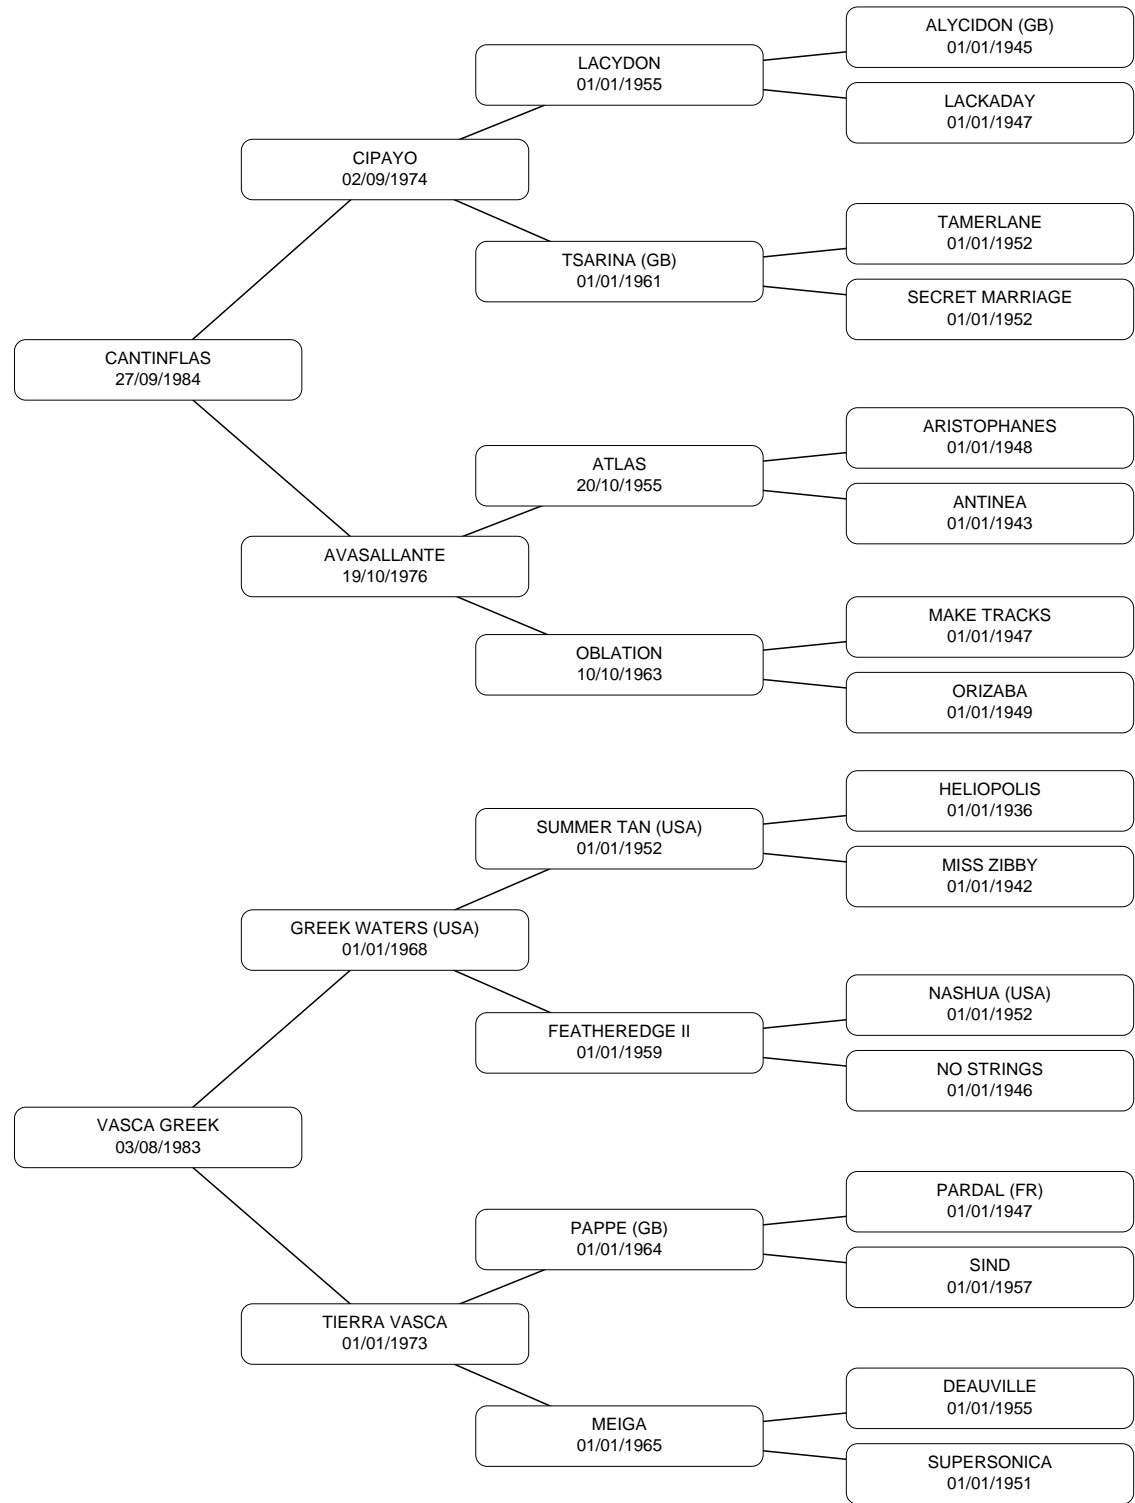 ALYCIDON (GB)
01/01/1945
LACYDON
01/01/1955
LACKADAY
01/01/1947
CIPAYO
02/09/1974
TAMERLANE
01/01/1952
TSARINA (GB)
01/01/1961
SECRET MARRIAGE
01/01/1952
CANTINFLAS
27/09/1984
ARISTOPHANES
01/01/1948
ATLAS
20/10/1955
ANTINEA
01/01/1943
AVASALLANTE
19/10/1976
MAKE TRACKS
01/01/1947
OBLATION
10/10/1963
ORIZABA
01/01/1949
HELIOPOLIS
01/01/1936
SUMMER TAN (USA)
01/01/1952
MISS ZIBBY
01/01/1942
GREEK WATERS (USA)
01/01/1968
NASHUA (USA)
01/01/1952
FEATHEREDGE II
01/01/1959
NO STRINGS
01/01/1946
VASCA GREEK
03/08/1983
PARDAL (FR)
01/01/1947
PAPPE (GB)
01/01/1964
SIND
01/01/1957
TIERRA VASCA
01/01/1973
DEAUVILLE
01/01/1955
MEIGA
01/01/1965
SUPERSONICA
01/01/1951